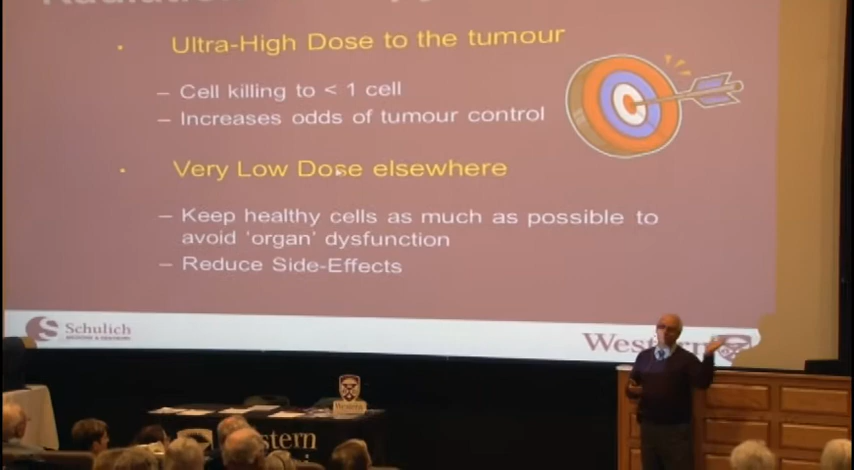 · Ultra-High Dose to the tumour
– Cell killing to < 1 cell
– Increases odds of tumour control
· Very Low Dose elsewhere
– Keep healthy cells as much as possible to
avoid 'organ' dysfunction
– Reduce Side-Effects
Schulich
Western
Western